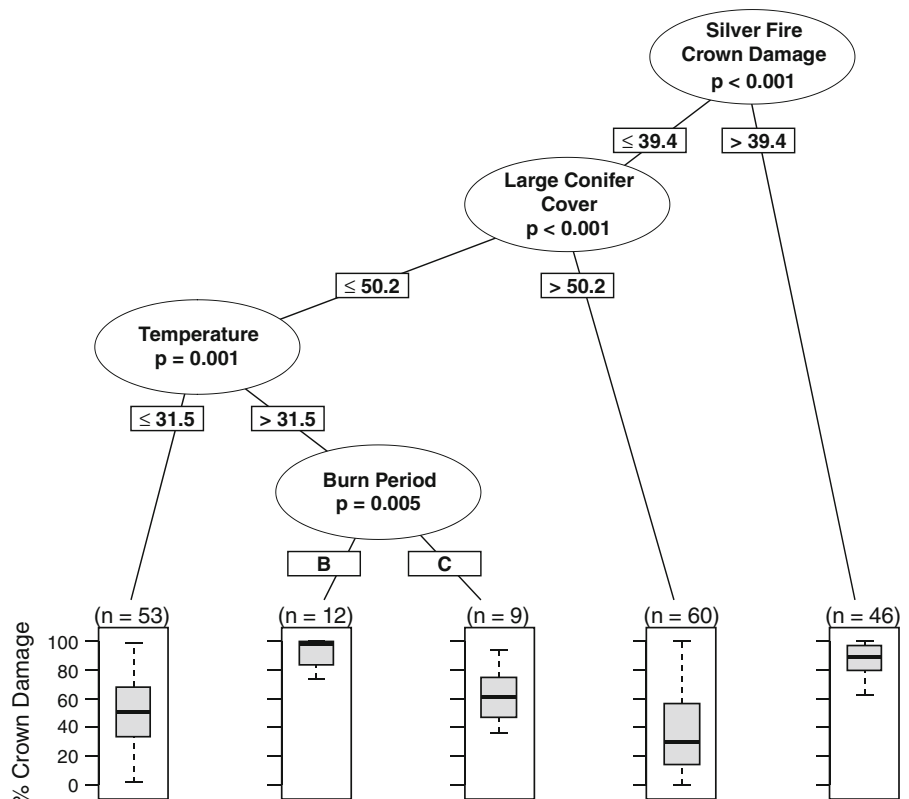 Silver Fire
Crown Damage
p < 0.001
≤ 39.4
> 39.4
Large Conifer
Cover
p < 0.001
≤ 50.2
> 50.2
Temperature
p = 0.001
≤ 31.5
> 31.5
Burn Period
p = 0.005
B
C
(n = 53)
(n = 12)
(n = 9)
(n = 60)
(n = 46)
% Crown Damage
100
80
60
40
20
0